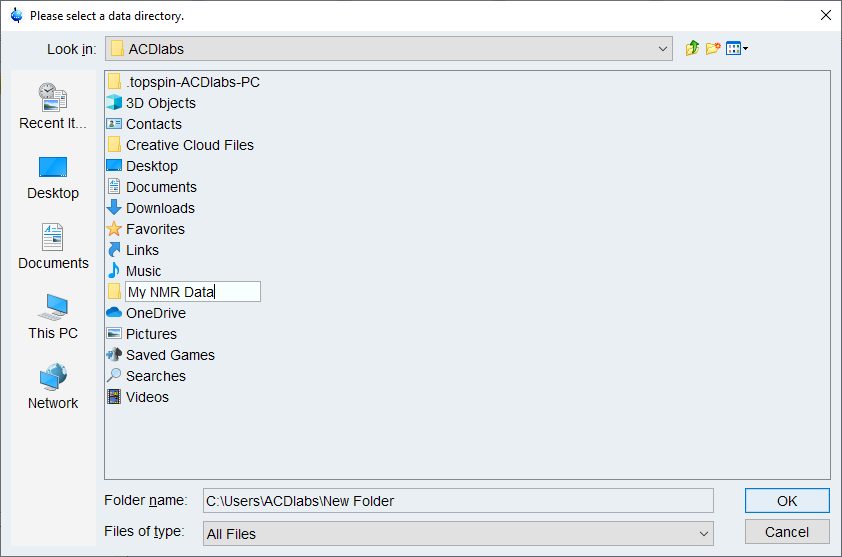 Please select a data directory.
Look in: ACDlabs
Recent It...
Desktop
Documents
This PC
Network
.topspin-ACDlabs-PC
3D Objects
Contacts
Creative Cloud Files
Desktop
Documents
Downloads
Favorites
Links
Music
My NMR Data
OneDrive
Pictures
Saved Games
Searches
Videos
Folder name: C:\Users\ACDlabs\New Folder OK
Files of type: All Files Cancel